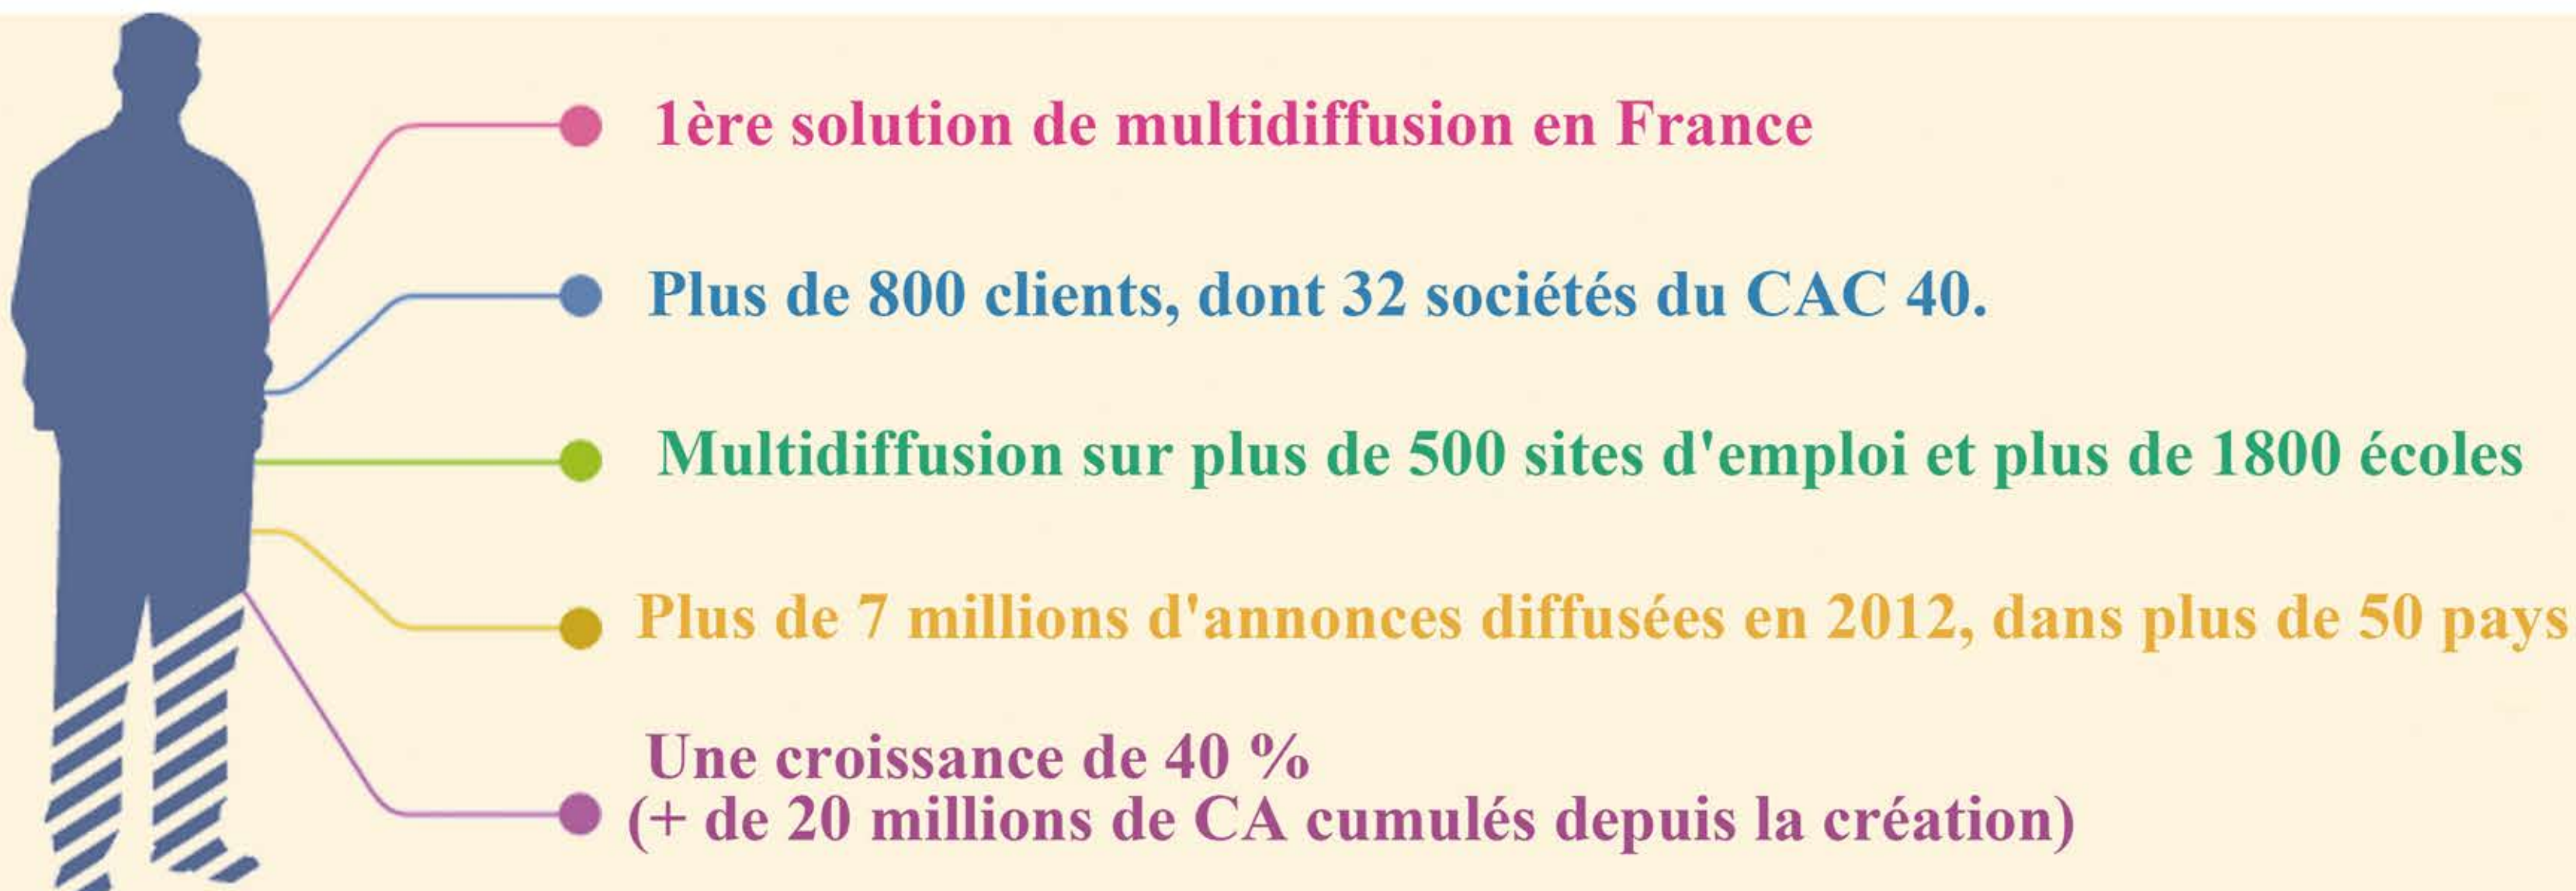 1ère solution de multidiffusion en France
Plus de 800 clients, dont 32 sociétés du CAC 40.
Multidiffusion sur plus de 500 sites d'emploi et plus de 1800 écoles
Plus de 7 millions d'annonces diffusées en 2012, dans plus de 50 pays
Une croissance de 40 %
(+ de 20 millions de CA cumulés depuis la création)